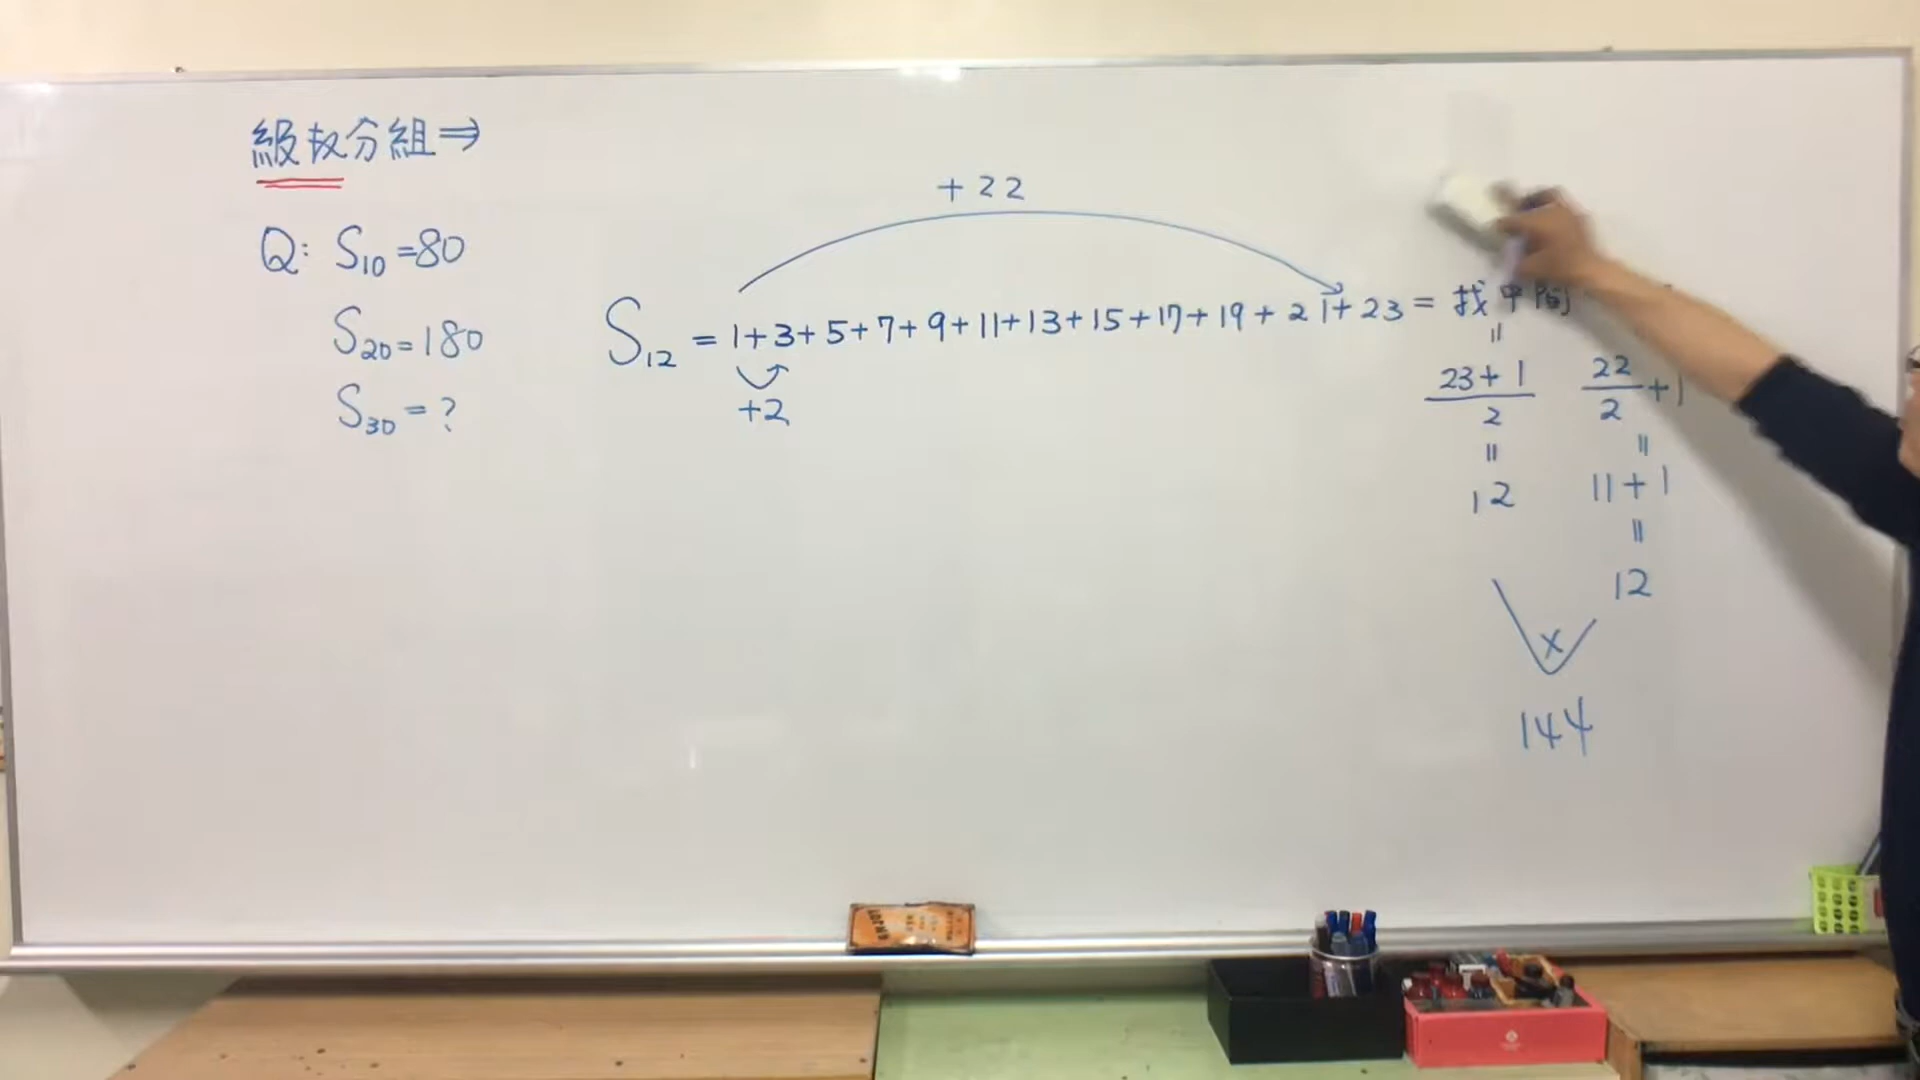 級数分組⇒
Q: S10=80
S20=180
S30=?
+22
S12 = 1+3+5+7+9+11+13+15+17+19+21+23= 找中間
+2
=
23+1/2
=
12
22/2+1
=
11+1
=
12
×
144